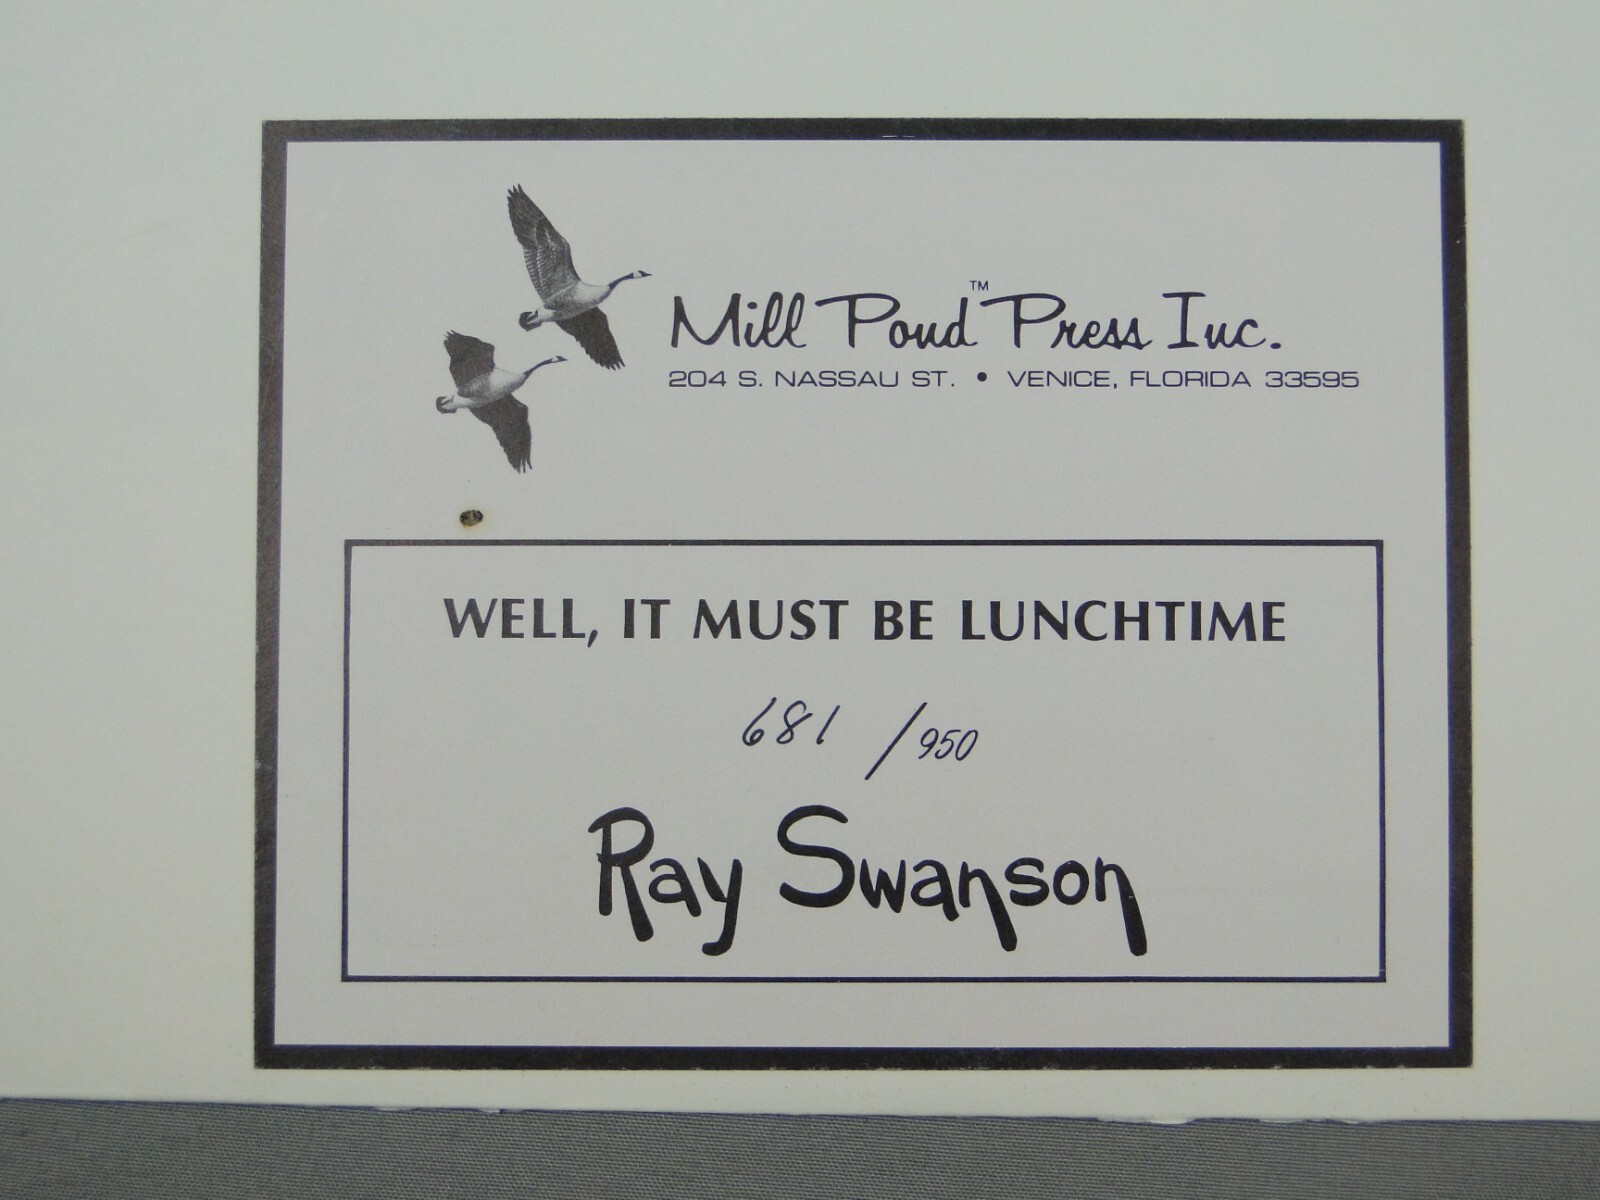 Mill Pond™ Press Inc.
204 S. NASSAU ST. • VENICE, FLORIDA 33595
WELL, IT MUST BE LUNCHTIME
681 /950
Ray Swanson